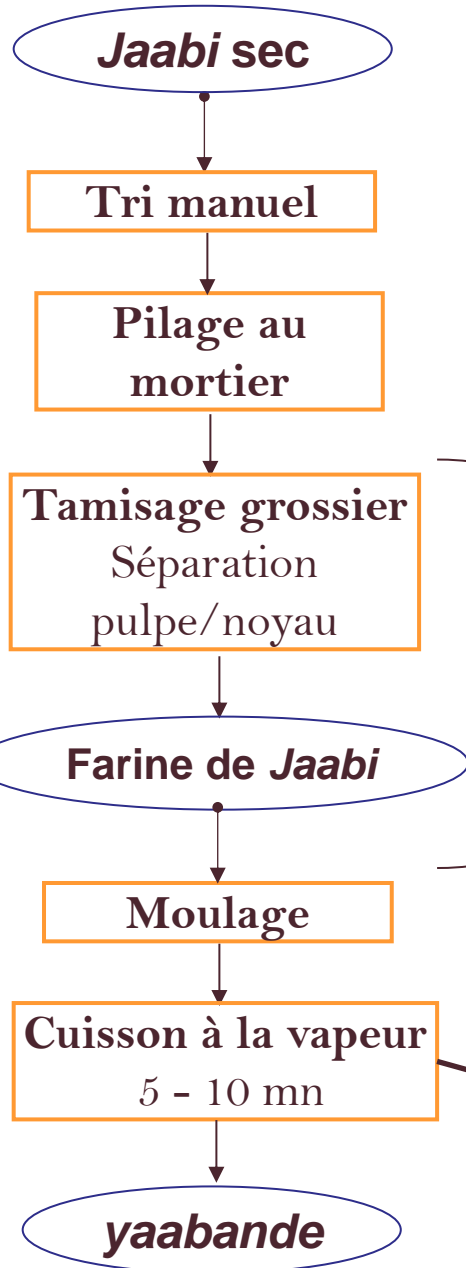 Jaabi sec
Tri manuel
Pilage au
mortier
Tamisage grossier
Séparation
pulpe/noyau
Farine de Jaabi
Moulage
Cuisson à la vapeur
5 - 10 mn
yaabande